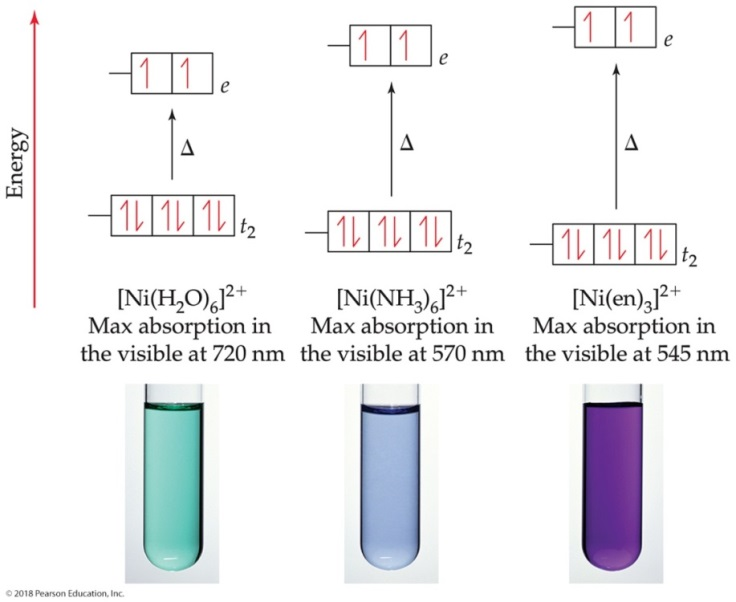 Energy
e
Δ
t₂
[Ni(H₂O)₆]²⁺
Max absorption in
the visible at 720 nm
e
Δ
t₂
[Ni(NH₃)₆]²⁺
Max absorption in
the visible at 570 nm
e
Δ
t₂
[Ni(en)₃]²⁺
Max absorption in
the visible at 545 nm
© 2018 Pearson Education, Inc.